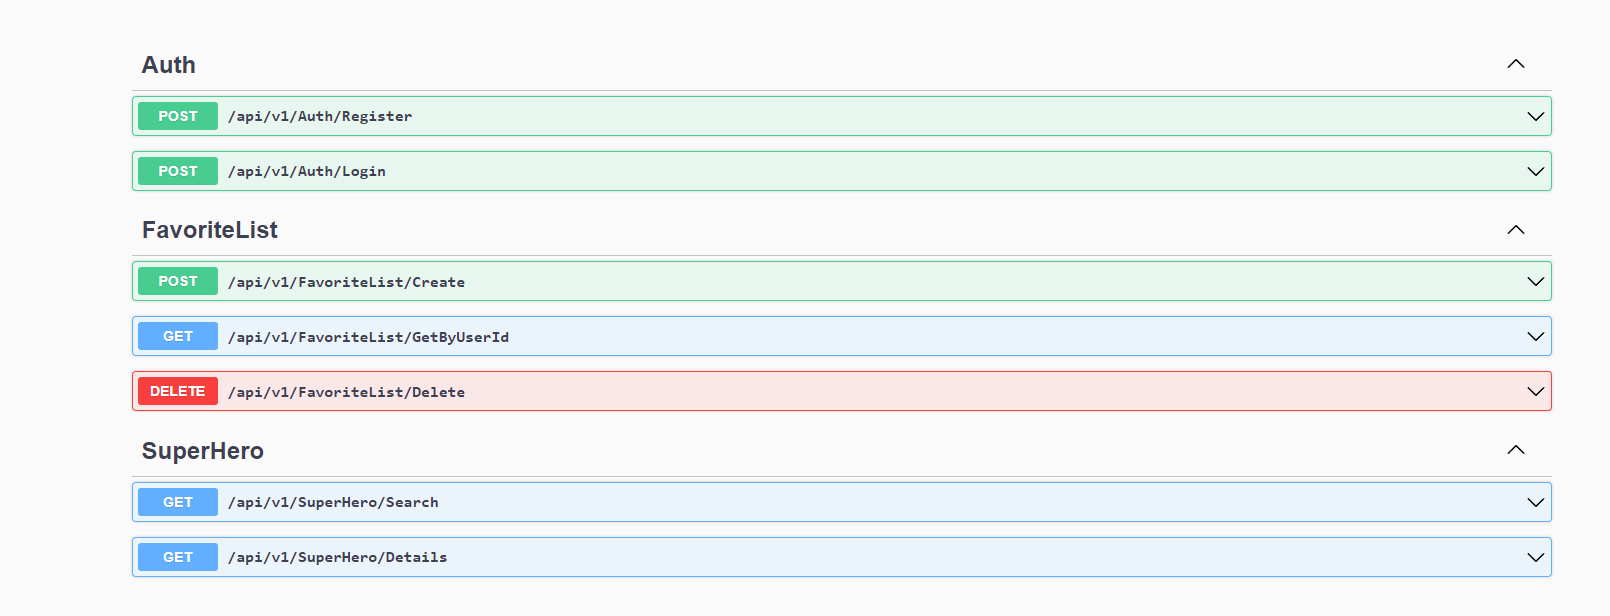 Auth
POST /api/v1/Auth/Register
POST /api/v1/Auth/Login
FavoriteList
POST /api/v1/FavoriteList/Create
GET /api/v1/FavoriteList/GetByUserId
DELETE /api/v1/FavoriteList/Delete
SuperHero
GET /api/v1/SuperHero/Search
GET /api/v1/SuperHero/Details